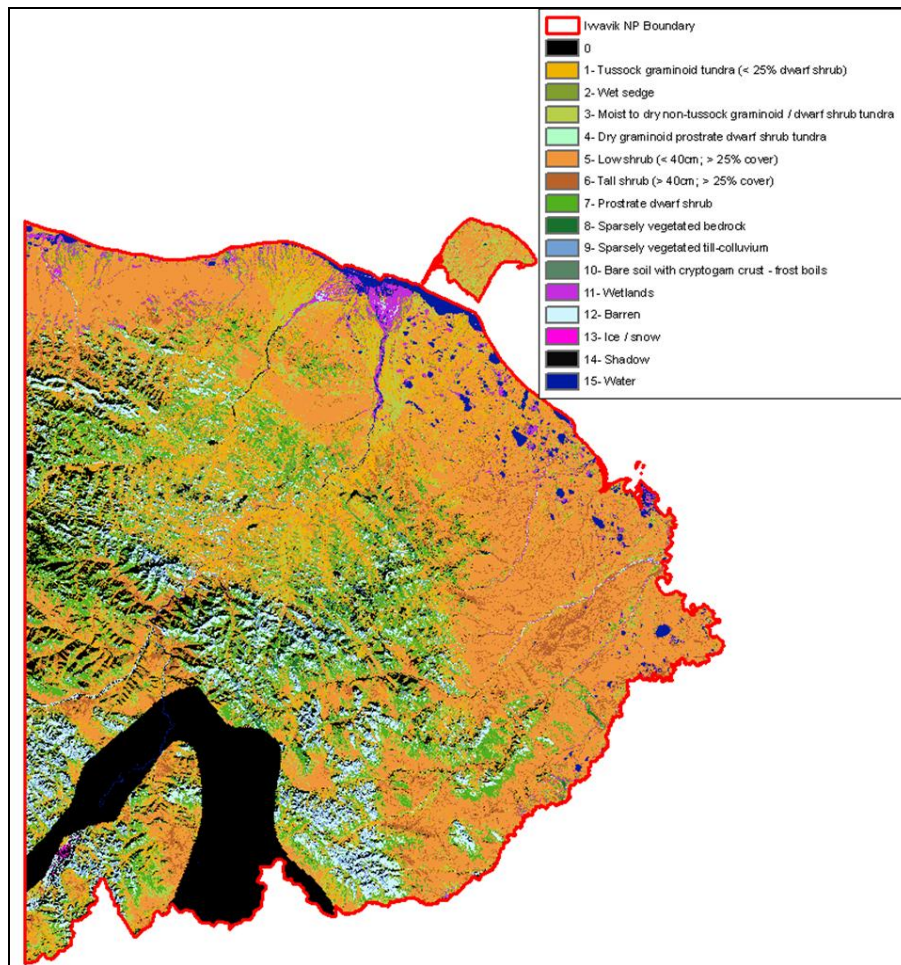 Ivvavik NP Boundary
0
1- Tussock graminoid tundra (< 25% dwarf shrub)
2- Wet sedge
3- Moist to dry non-tussock graminoid / dwarf shrub tundra
4- Dry graminoid prostrate dwarf shrub tundra
5- Low shrub (< 40cm; > 25% cover)
6- Tall shrub (> 40cm; > 25% cover)
7- Prostrate dwarf shrub
8- Sparsely vegetated bedrock
9- Sparsely vegetated till-colluvium
10- Bare soil with cryptogam crust - frost boils
11- Wetlands
12- Barren
13- Ice / snow
14- Shadow
15- Water